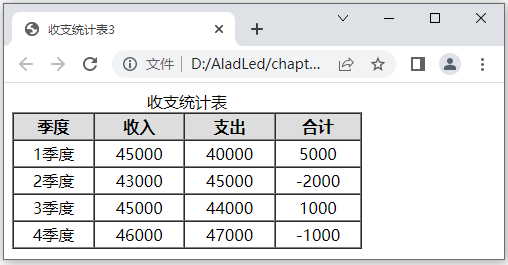 收支统计表3
文件 D:/AladLed/chapt...
收支统计表
季度 收入 支出 合计
1季度 45000 40000 5000
2季度 43000 45000 -2000
3季度 45000 44000 1000
4季度 46000 47000 -1000